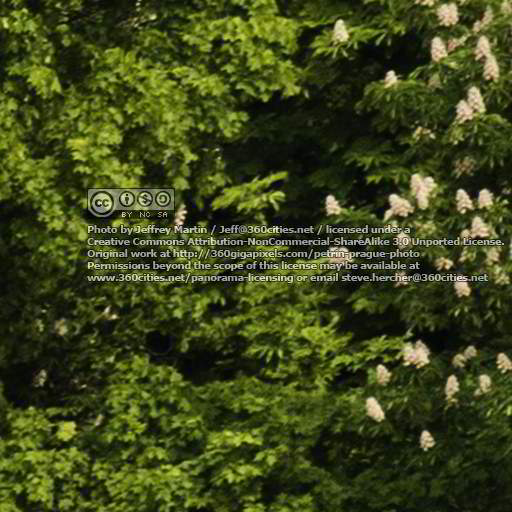 cc
BY NC SA
Photo by Jeffrey Martin / Jeff@360cities.net / licensed under a
Creative Commons Attribution-NonCommercial-ShareAlike 3.0 Unported License.
Original work at http://360gigapixels.com/petrin-prague-photo
Permissions beyond the scope of this license may be available at
www.360cities.net/panorama-licensing or email steve.hercher@360cities.net